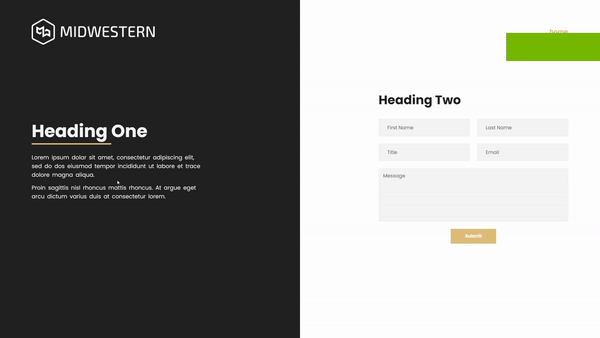 MIDWESTERN
home
Heading One
Lorem ipsum dolor sit amet, consectetur adipiscing elit,
sed do dos eiusmod tempor incididunt ut labore et trace
dolore magna aliqua.
Proin sagittis nisl rhoncus mattis rhoncus. At argue eget
arcu dictum varius duis at consectetur lorem.
Heading Two
First Name
Last Name
Title
Email
Message
Submit